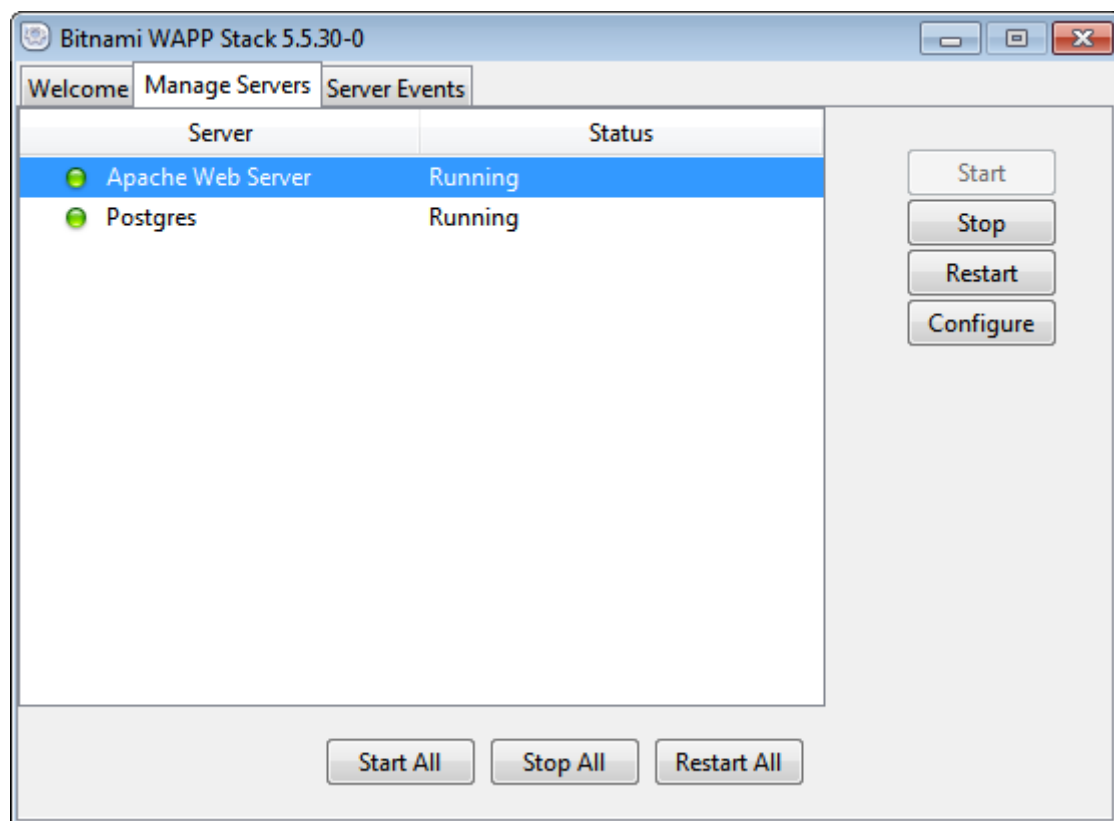 Bitnami WAPP Stack 5.5.30-0
Welcome Manage Servers Server Events
Server Status
Apache Web Server Running
Postgres Running
Start
Stop
Restart
Configure
Start All Stop All Restart All